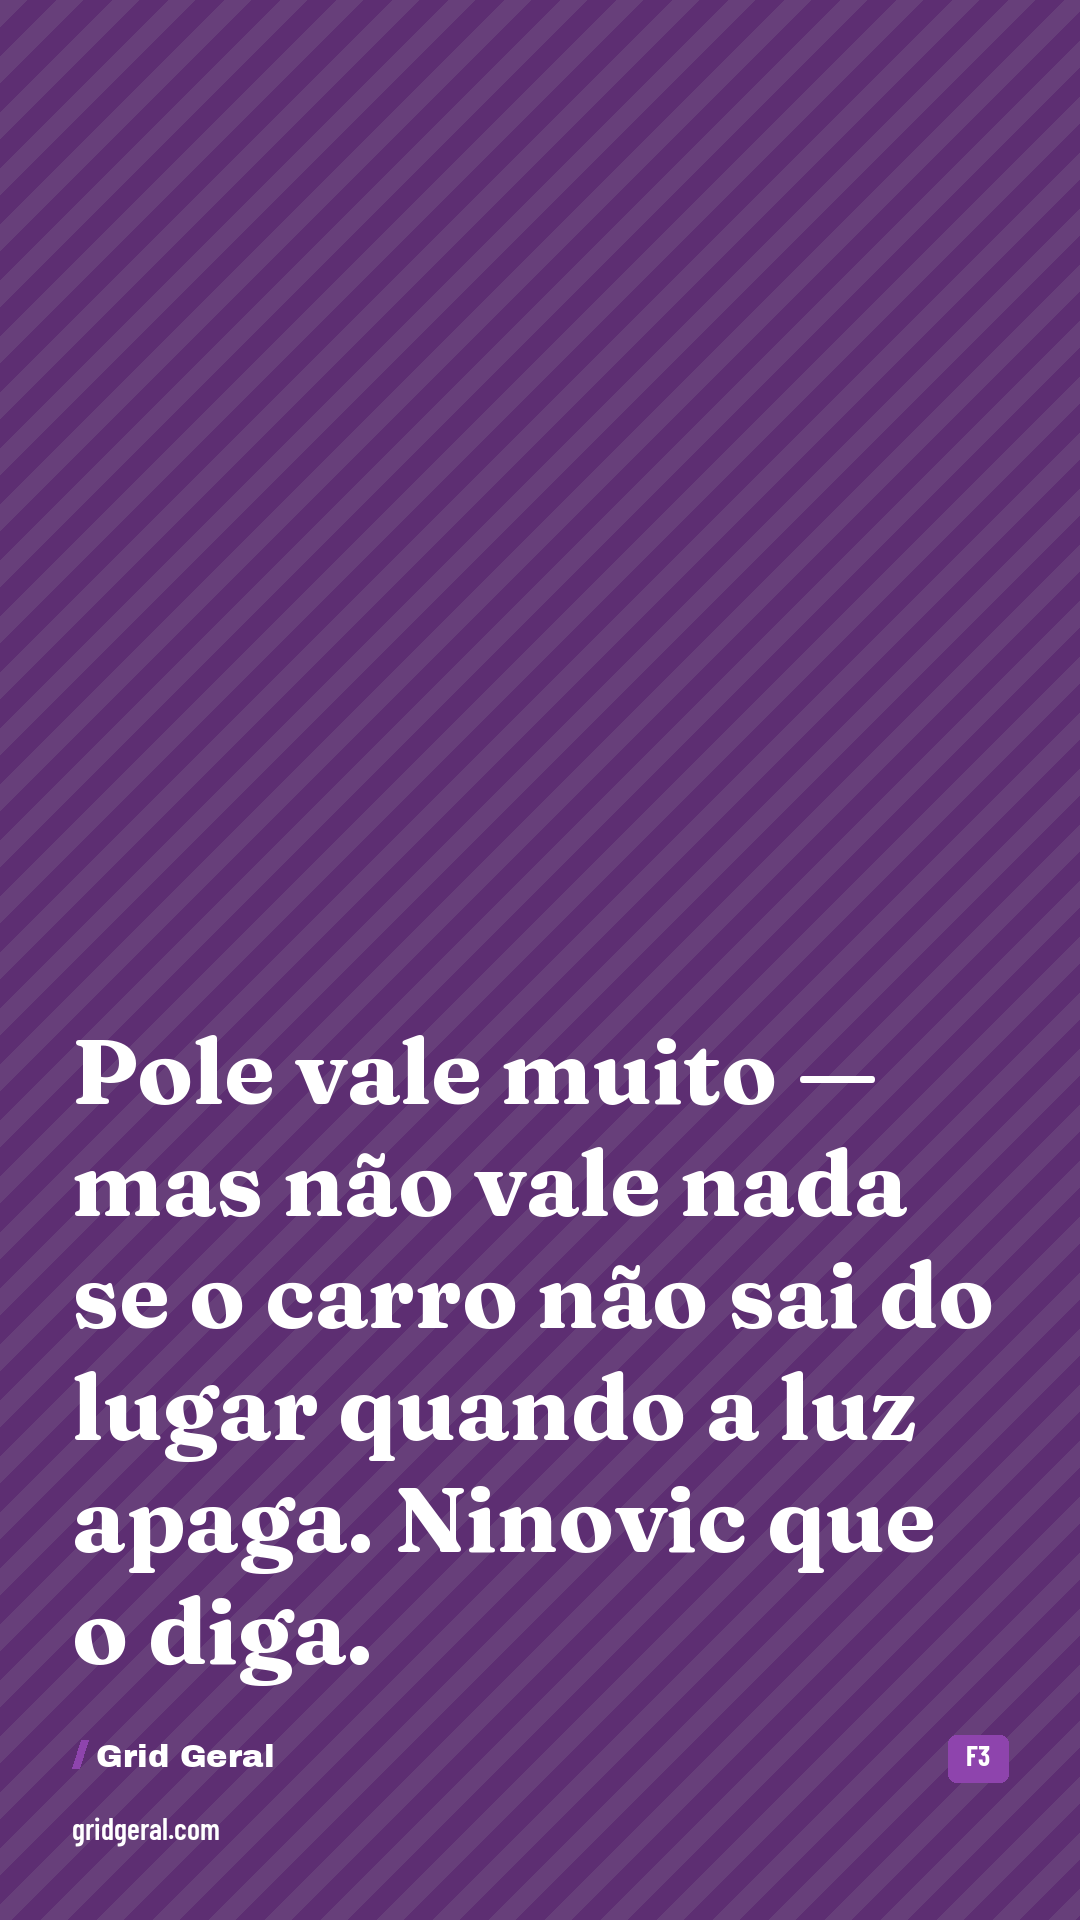 Pole vale muito —
mas não vale nada
se o carro não sai do
lugar quando a luz
apaga. Ninovic que
o diga.
Grid Geral
F3
gridgeral.com